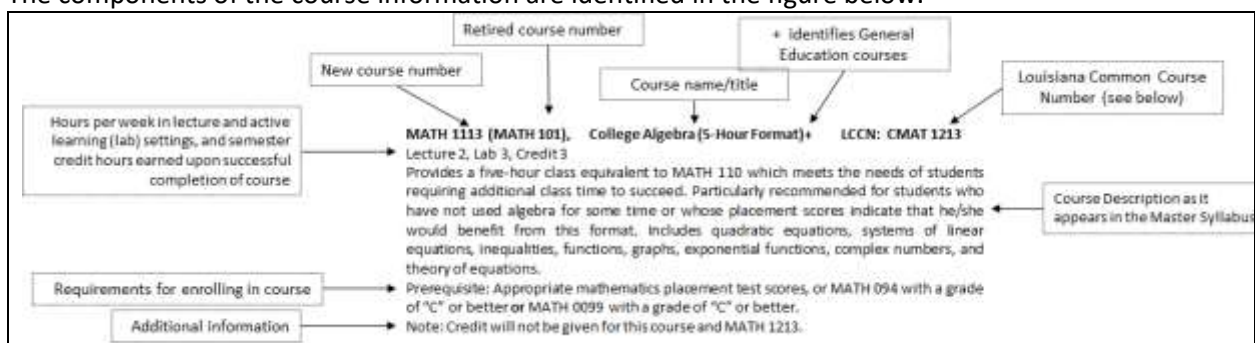 The components of the course information are identified in the figure below.
Retired course number
+ identifies General
Education courses
New course number
Course name/title
Louisiana Common Course
Number (see below)
Hours per week in lecture and active
learning (lab) settings, and semester
credit hours earned upon successful
completion of course
MATH 1113 (MATH 101), College Algebra (5-Hour Format)+ LCCN: CMAT 1213
Lecture 2, Lab 3, Credit 3
Provides a five-hour class equivalent to MATH 110 which meets the needs of students
requiring additional class time to succeed. Particularly recommended for students who
have not used algebra for some time or whose placement scores indicate that he/she
would benefit from this format. Includes quadratic equations, systems of linear
equations, inequalities, functions, graphs, exponential functions, complex numbers, and
theory of equations.
Course Description as it
appears in the Master Syllabus
Requirements for enrolling in course
Prerequisite: Appropriate mathematics placement test scores, or MATH 094 with a grade
of "C" or better or MATH 0099 with a grade of "C" or better.
Additional information
Note: Credit will not be given for this course and MATH 1213.